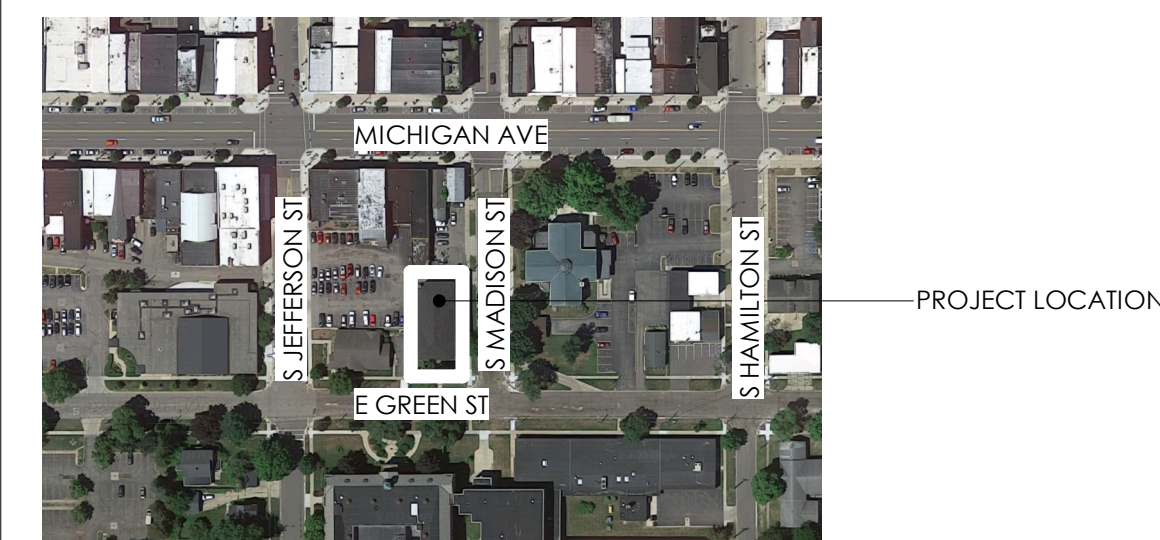 MICHIGAN AVE
S JEFFERSON ST
S MADISON ST
S HAMILTON ST
PROJECT LOCATION
E GREEN ST